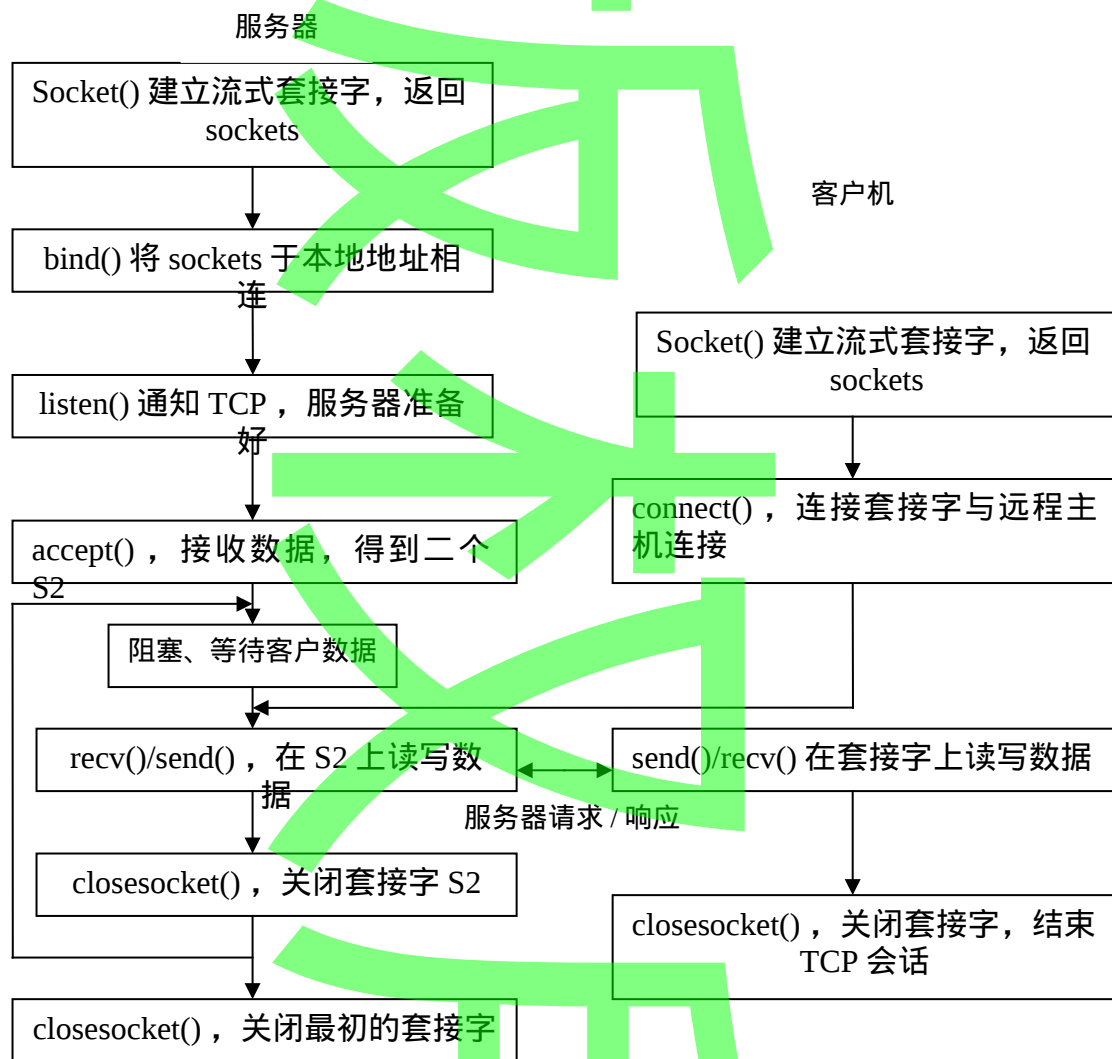 服务器
Socket() 建立流式套接字，返回
sockets
客户机
bind() 将 sockets 于本地地址相
连
Socket() 建立流式套接字，返回
sockets
listen() 通知 TCP ，服务器准备
好
connect() ，连接套接字与远程主
机连接
accept() ，接收数据，得到二个
S2
阻塞、等待客户数据
recv()/send() ，在 S2 上读写数
据
send()/recv() 在套接字上读写数据
服务器请求 / 响应
closesocket() ，关闭套接字 S2
closesocket() ，关闭套接字，结束
TCP 会话
closesocket() ，关闭最初的套接字